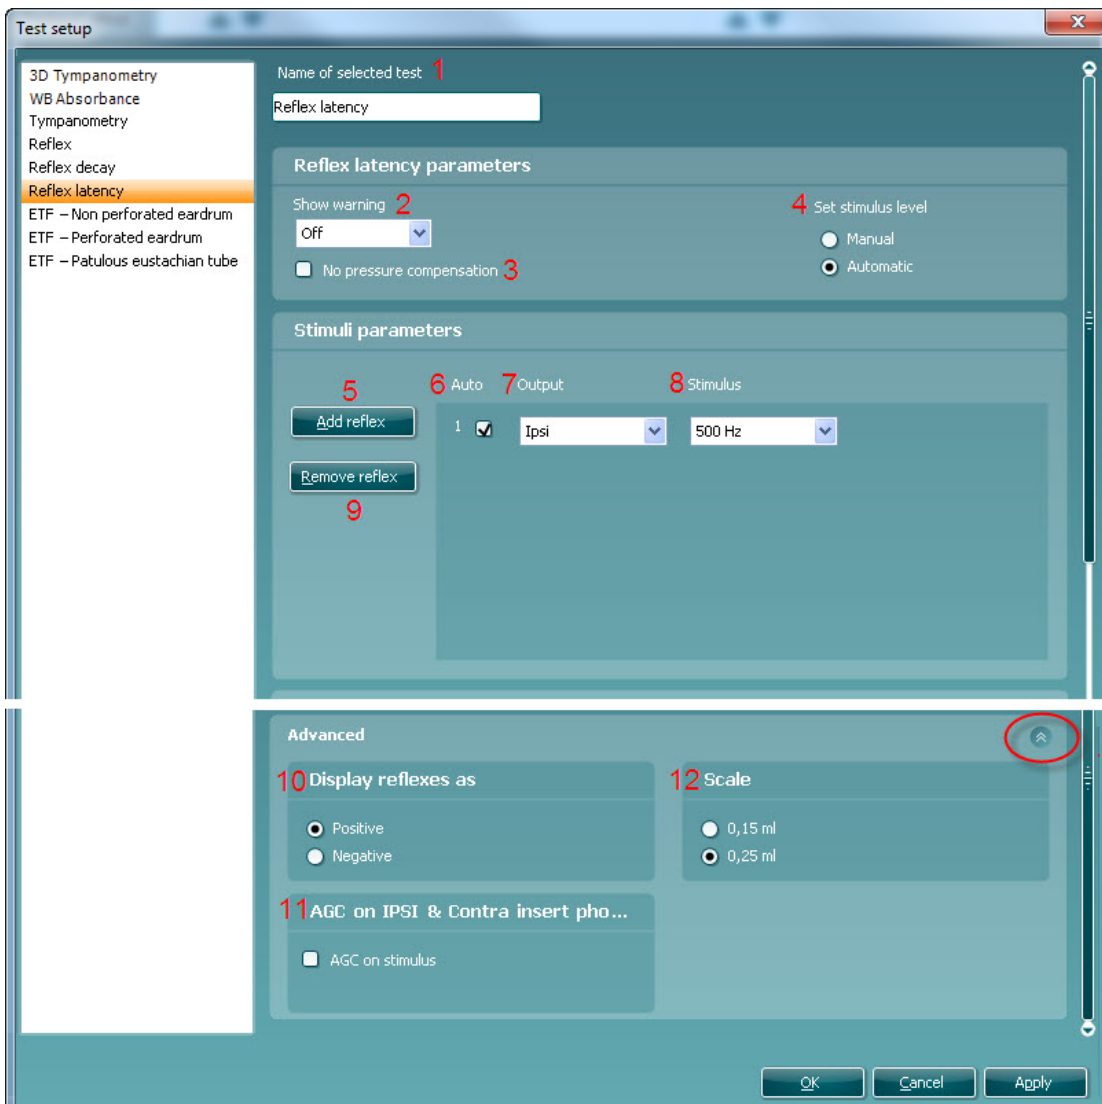 Test setup
3D Tympanometry
WB Absorbance
Tympanometry
Reflex
Reflex decay
Reflex latency
ETF – Non perforated eardrum
ETF – Perforated eardrum
ETF – Patulous eustachian tube
Name of selected test 1
Reflex latency
Reflex latency parameters
Show warning 2
Off
No pressure compensation 3
4 Set stimulus level
Manual
Automatic
Stimuli parameters
5
Add reflex
Remove reflex
9
6 Auto 7 Output 8 Stimulus
1 Ipsi 500 Hz
Advanced
10 Display reflexes as
Positive
Negative
12 Scale
0,15 ml
0,25 ml
11 AGC on IPSI & Contra insert pho...
AGC on stimulus
OK Cancel Apply